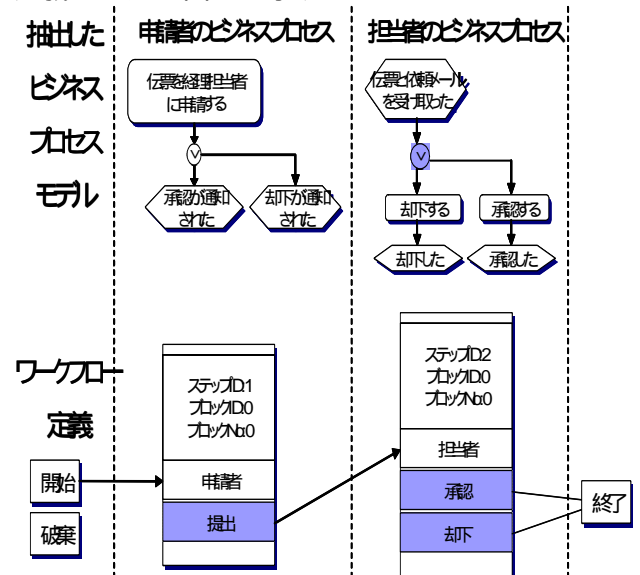 抽出した
ビジネス
プロセス
モデル
申請者のビジネスプロセス
担当者のビジネスプロセス
伝票を経理担当者
に申請する
伝票と依頼メール
を受け取った
∨
∨
承認が通知
された
却下が通知
された
却下する
承認する
却下した
承認した
ワークフロー
定義
開始
破棄
ステップID:1
ブロックID:0
ブロックNo:0
申請者
提出
ステップID:2
ブロックID:0
ブロックNo:0
担当者
承認
却下
終了